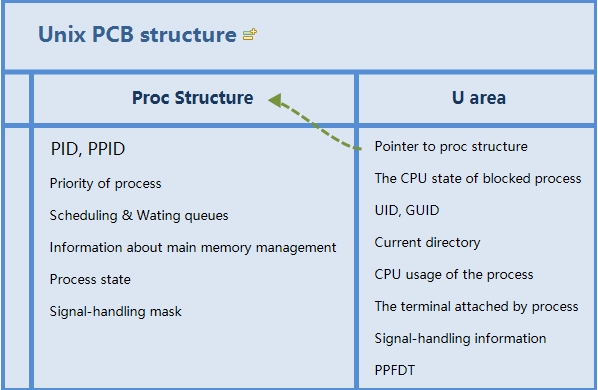 Unix PCB structure
Proc Structure
U area
PID, PPID
Priority of process
Scheduling & Wating queues
Information about main memory management
Process state
Signal-handling mask
Pointer to proc structure
The CPU state of blocked process
UID, GUID
Current directory
CPU usage of the process
The terminal attached by process
Signal-handling information
PPFDT